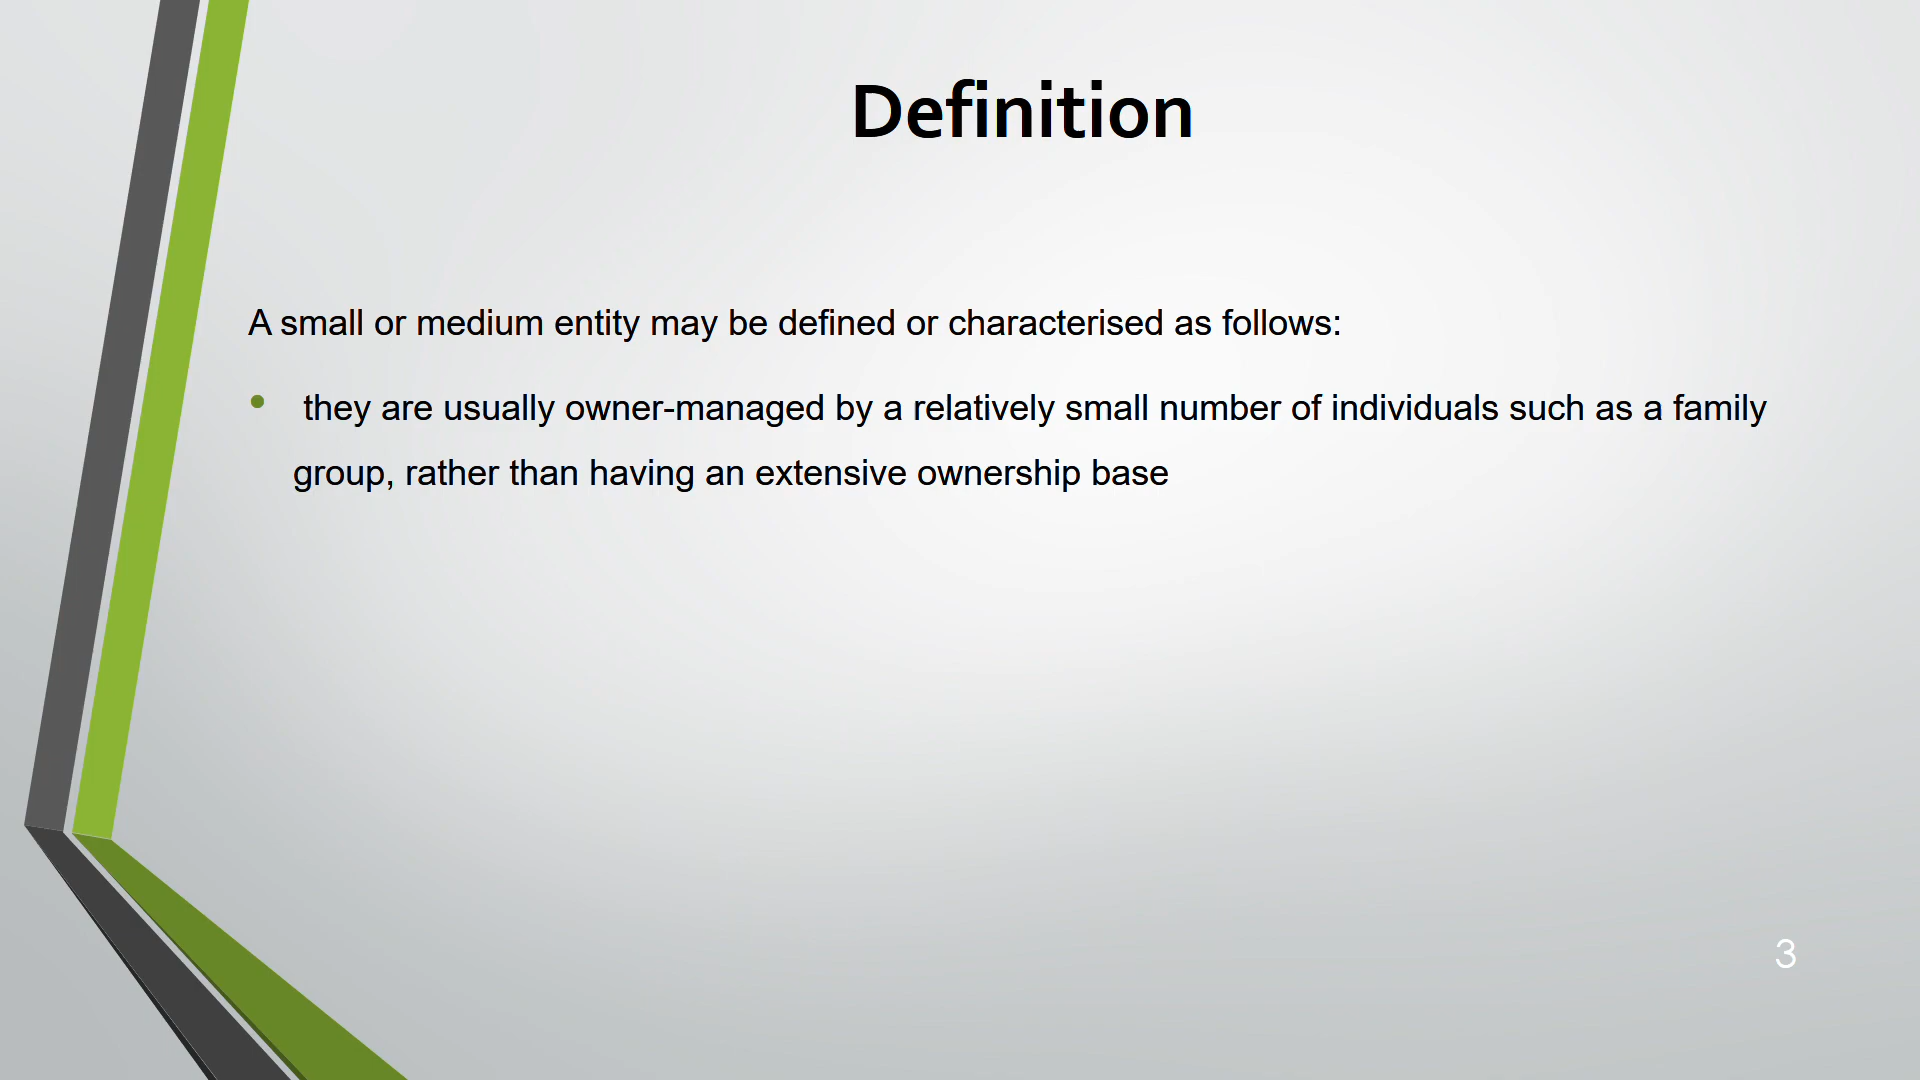 Definition
A small or medium entity may be defined or characterised as follows:
• they are usually owner-managed by a relatively small number of individuals such as a family
group, rather than having an extensive ownership base
3